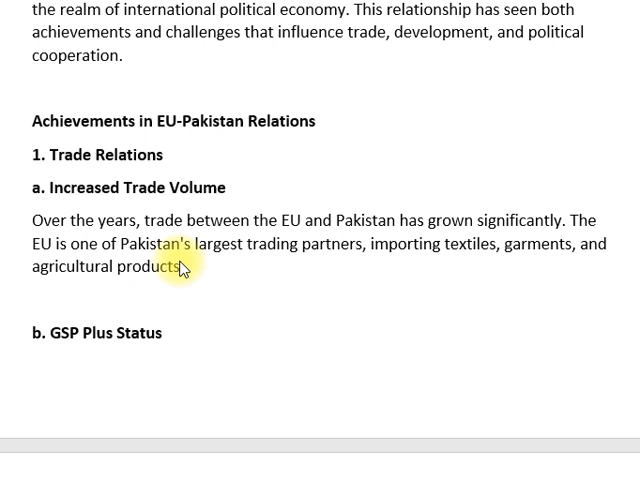 the realm of international political economy. This relationship has seen both
achievements and challenges that influence trade, development, and political
cooperation.
Achievements in EU-Pakistan Relations
1. Trade Relations
a. Increased Trade Volume
Over the years, trade between the EU and Pakistan has grown significantly. The
EU is one of Pakistan's largest trading partners, importing textiles, garments, and
agricultural products
b. GSP Plus Status